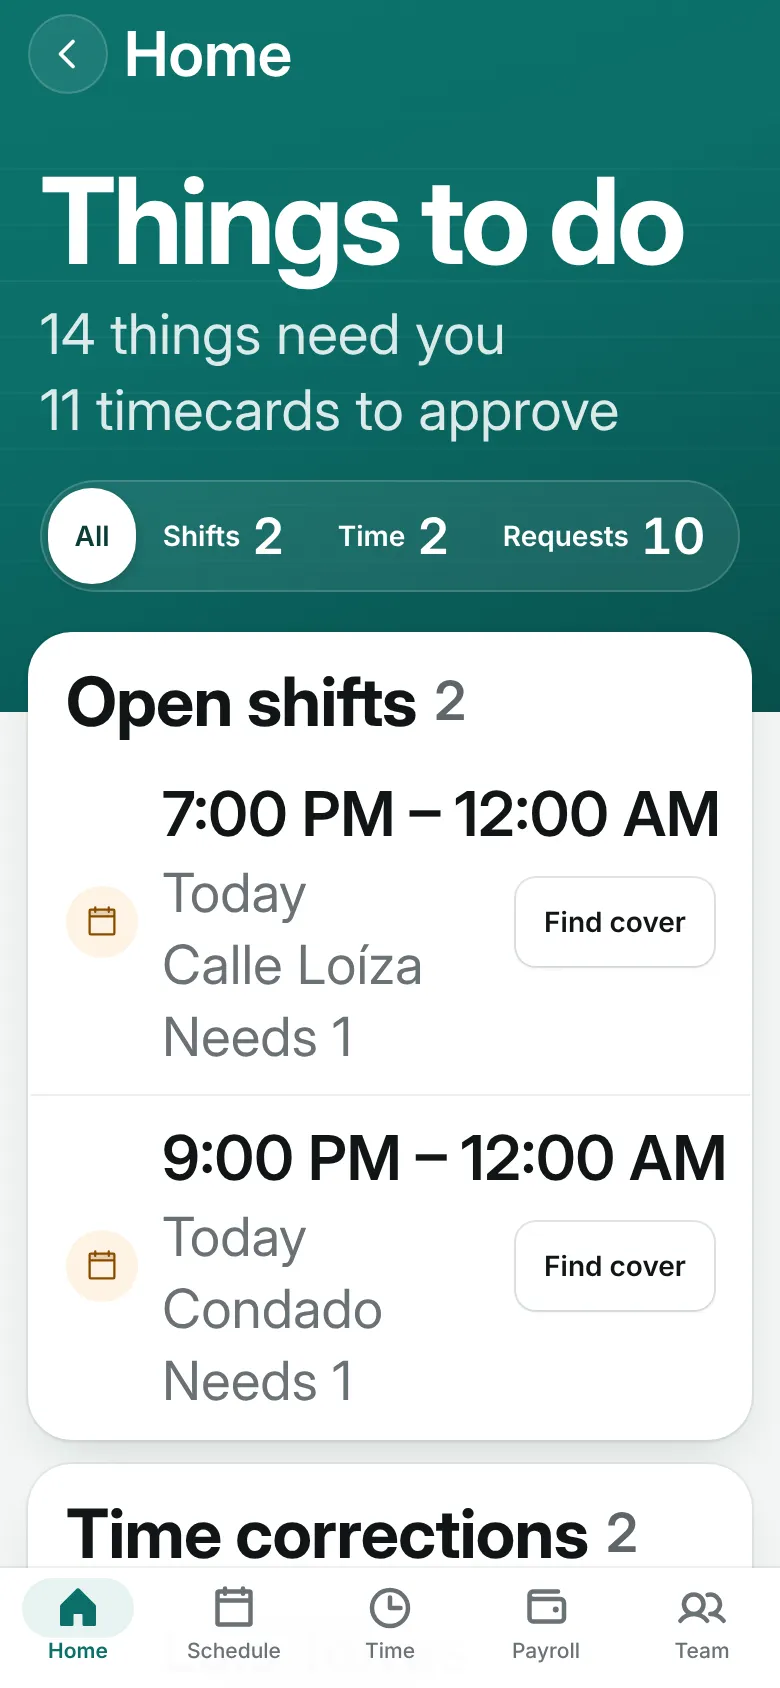 Home
Things to do
14 things need you
11 timecards to approve
All Shifts 2 Time 2 Requests 10
Open shifts 2
7:00 PM – 12:00 AM
Today
Calle Loíza
Needs 1
Find cover
9:00 PM – 12:00 AM
Today
Condado
Needs 1
Find cover
Time corrections 2
Home Schedule Time Payroll Team